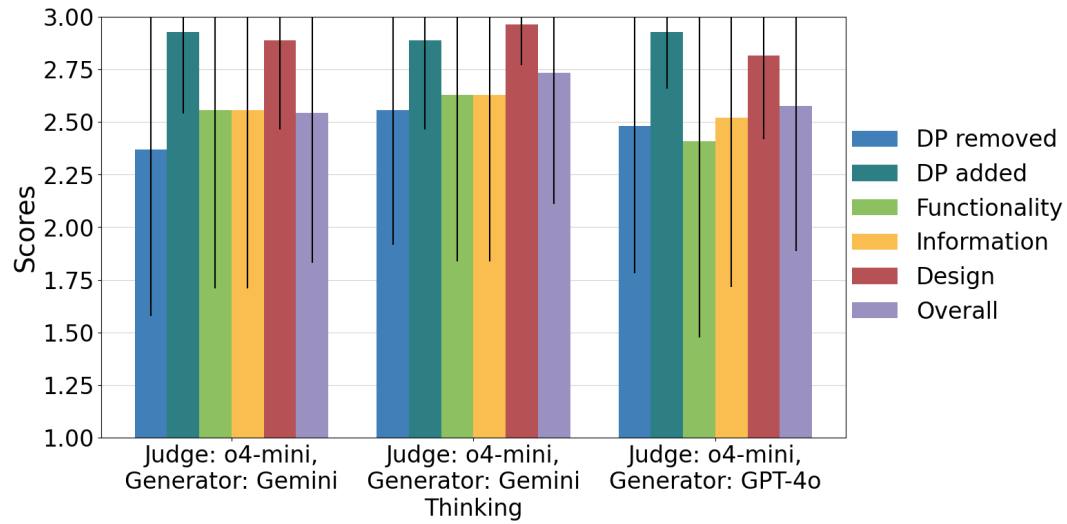 Scores
3.00
2.75
2.50
2.25
2.00
1.75
1.50
1.25
1.00
Judge: o4-mini,
Generator: Gemini
Judge: o4-mini,
Generator: Gemini
Thinking
Judge: o4-mini,
Generator: GPT-4o
DP removed
DP added
Functionality
Information
Design
Overall